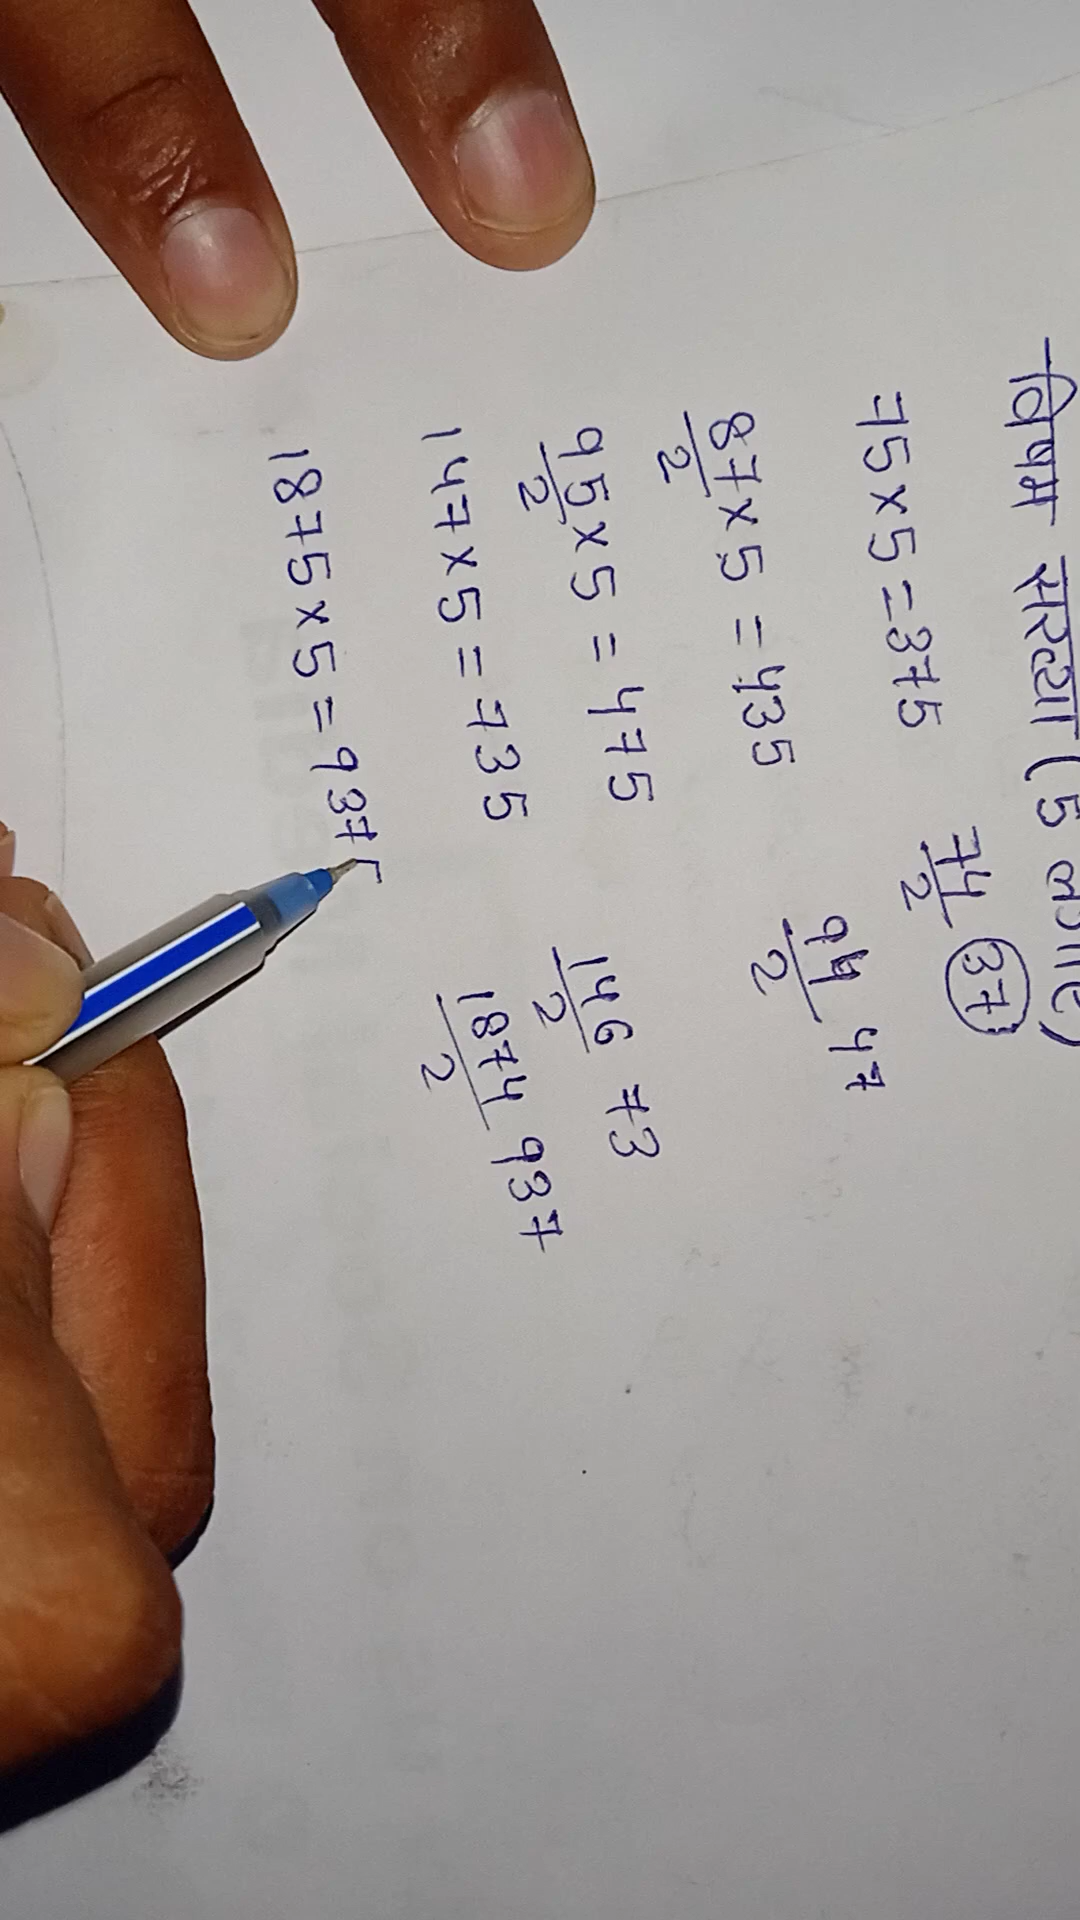 विषम संख्या (5 लगाए)
75 × 5 = 375
74/2 37
87/2 × 5 = 435
95/2 × 5 = 475
94/2 47
147 × 5 = 735
146/2 73
1875 × 5 = 9375
1874/2 937